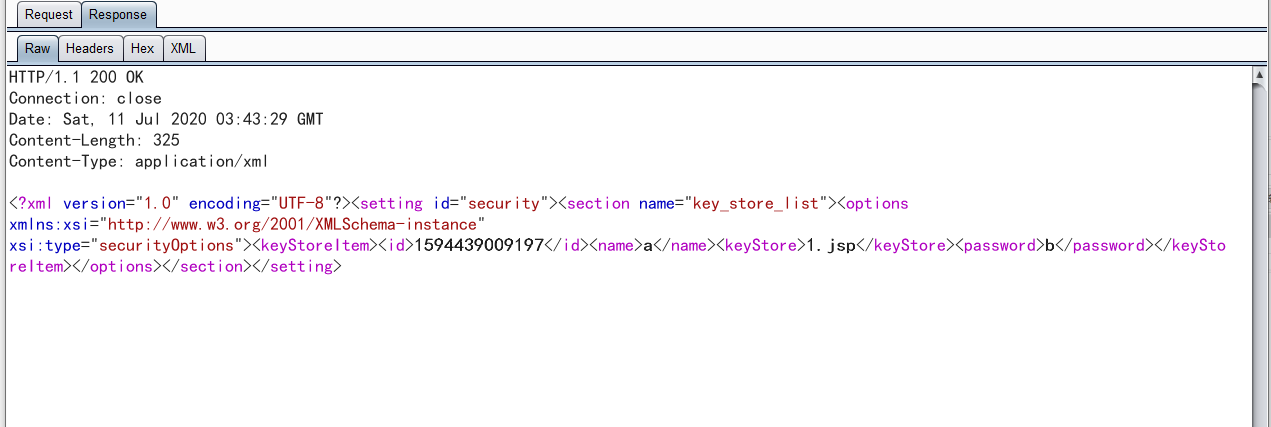 Request Response
Raw Headers Hex XML
HTTP/1.1 200 OK
Connection: close
Date: Sat, 11 Jul 2020 03:43:29 GMT
Content-Length: 325
Content-Type: application/xml
<?xml version="1.0" encoding="UTF-8"?><setting id="security"><section name="key_store_list"><options
xmlns:xsi="http://www.w3.org/2001/XMLSchema-instance"
xsi:type="securityOptions"><keyStoreItem><id>1594439009197</id><name>a</name><keyStore>1.jsp</keyStore><password>b</password></keySto
reItem></options></section></setting>